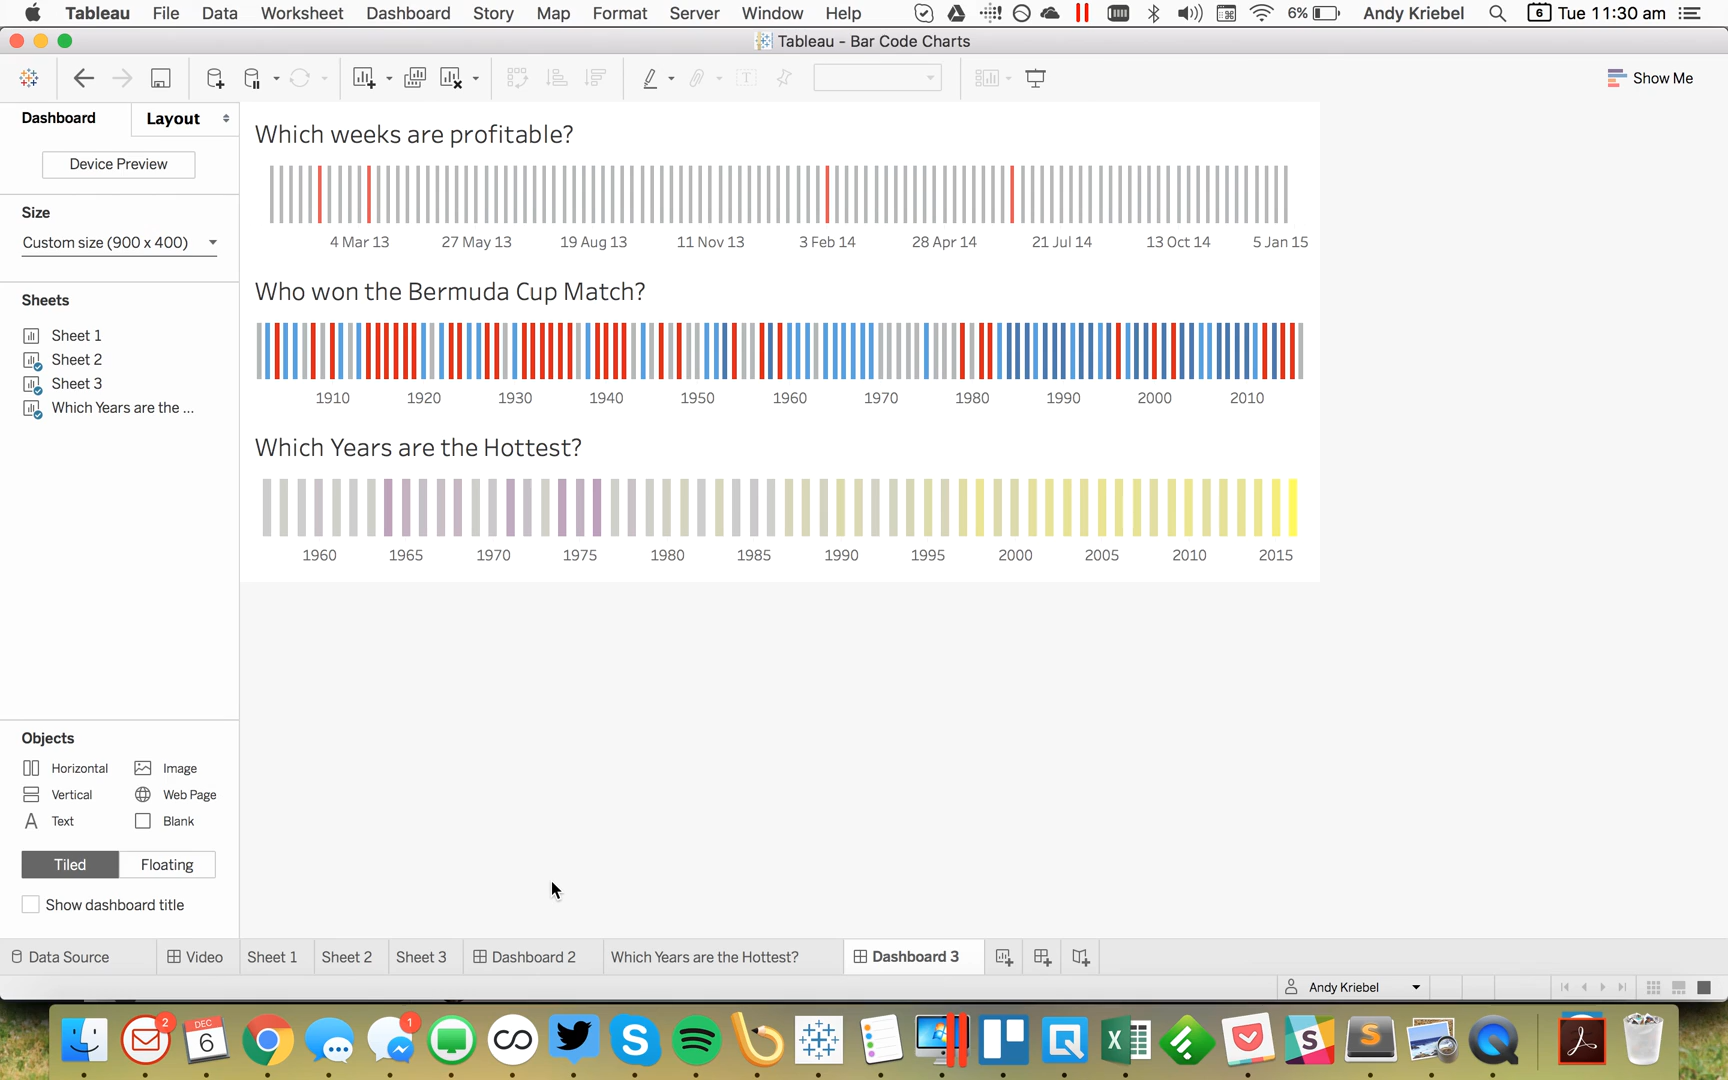 Tableau File Data Worksheet Dashboard Story Map Format Server Window Help 6% Andy Kriebel 6 Tue 11:30 am
Tableau - Bar Code Charts
Show Me
Dashboard Layout
Device Preview
Size
Custom size (900 x 400)
Sheets
Sheet 1
Sheet 2
Sheet 3
Which Years are the ...
Which weeks are profitable?
4 Mar 13 27 May 13 19 Aug 13 11 Nov 13 3 Feb 14 28 Apr 14 21 Jul 14 13 Oct 14 5 Jan 15
Who won the Bermuda Cup Match?
1910 1920 1930 1940 1950 1960 1970 1980 1990 2000 2010
Which Years are the Hottest?
1960 1965 1970 1975 1980 1985 1990 1995 2000 2005 2010 2015
Objects
Horizontal Image
Vertical Web Page
A Text Blank
Tiled Floating
Show dashboard title
Data Source Video Sheet 1 Sheet 2 Sheet 3 Dashboard 2 Which Years are the Hottest? Dashboard 3
Andy Kriebel
2 DEC 6 1